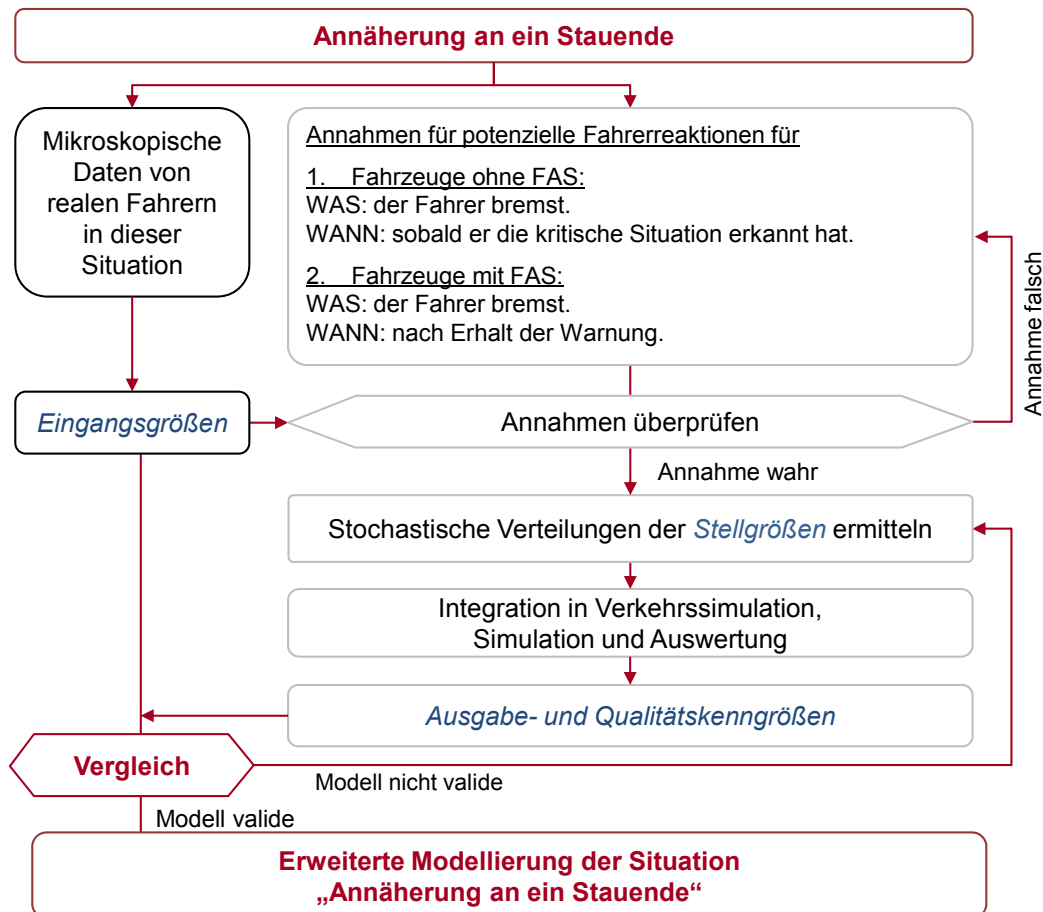 Annäherung an ein Stauende
Mikroskopische
Daten von
realen Fahrern
in dieser
Situation
Annahmen für potenzielle Fahrerreaktionen für
1. Fahrzeuge ohne FAS:
WAS: der Fahrer bremst.
WANN: sobald er die kritische Situation erkannt hat.
2. Fahrzeuge mit FAS:
WAS: der Fahrer bremst.
WANN: nach Erhalt der Warnung.
Annahme falsch
Eingangsgrößen
Annahmen überprüfen
Annahme wahr
Stochastische Verteilungen der Stellgrößen ermitteln
Integration in Verkehrssimulation,
Simulation und Auswertung
Ausgabe- und Qualitätskenngrößen
Vergleich
Modell nicht valide
Modell valide
Erweiterte Modellierung der Situation
„Annäherung an ein Stauende“